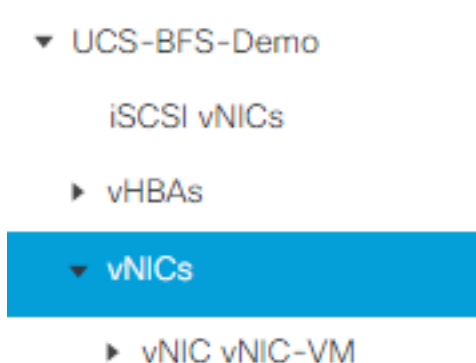 UCS-BFS-Demo
iSCSI vNICs
vHBAs
vNICs
vNIC vNIC-VM